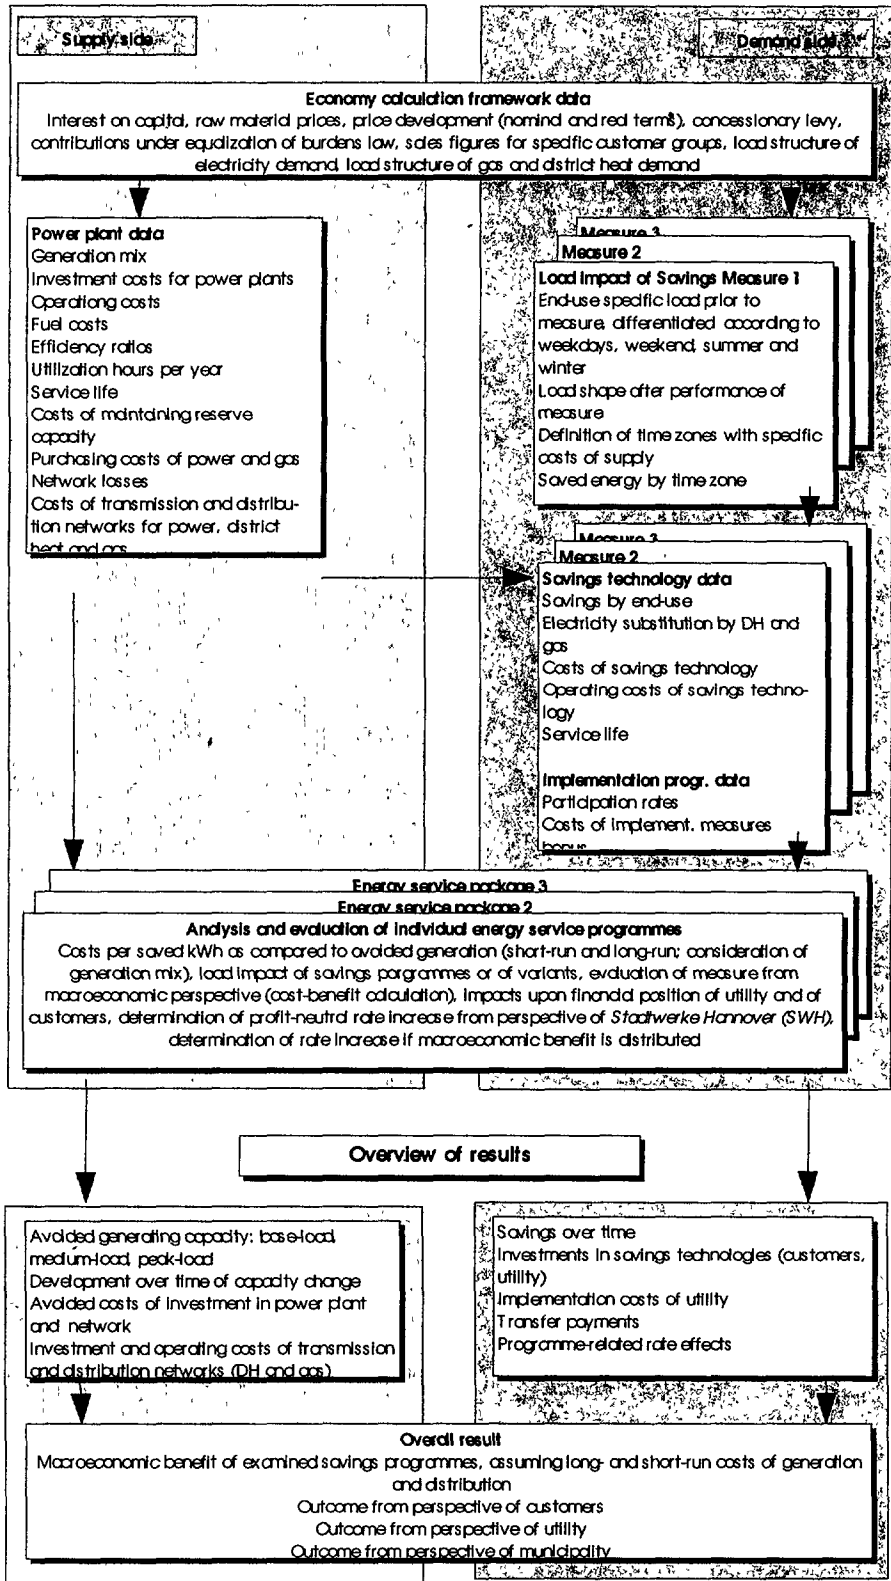 Supply side
Demand side
Economy calculation framework data
Interest on capital, raw material prices, price development (nominal and real terms), concessionary levy,
contributions under equalization of burdens law, sales figures for specific customer groups, load structure of
electricity demand, load structure of gas and district heat demand
Power plant data
Generation mix
Investment costs for power plants
Operationg costs
Fuel costs
Efficiency ratios
Utilization hours per year
Service life
Costs of maintaining reserve
capacity
Purchasing costs of power and gas
Network losses
Costs of transmission and distribu-
tion networks for power, district
heat and gas
Measure 3
Measure 2
Load Impact of Savings Measure 1
End-use specific load prior to
measure, differentiated according to
weekdays, weekend, summer and
winter
Load shape after performance of
measure
Definition of time zones with specific
costs of supply
Saved energy by time zone
Measure 3
Measure 2
Savings technology data
Savings by end-use
Electricity substitution by DH and
gas
Costs of savings technology
Operating costs of savings techno-
logy
Service life
Implementation progr. data
Participation rates
Costs of implement. measures
bonus
Energy service package 3
Energy service package 2
Analysis and evaluation of individual energy service programmes
Costs per saved kWh as compared to avoided generation (short-run and long-run; consideration of
generation mix), load impact of savings porgrammes or of variants, evaluation of measure from
macroeconomic perspective (cost-benefit calculation), impacts upon financial position of utility and of
customers, determination of profit-neutral rate increase from perspective of Stadtwerke Hannover (SWH),
determination of rate increase if macroeconomic benefit is distributed
Overview of results
Avoided generating capacity: base-load,
medium-load, peak-load
Development over time of capacity change
Avoided costs of investment in power plant
and network
Investment and operating costs of transmission
and distribution networks (DH and gas)
Savings over time
Investments in savings technologies (customers,
utility)
Implementation costs of utility
Transfer payments
Programme-related rate effects
Overall result
Macroeconomic benefit of examined savings programmes, assuming long- and short-run costs of generation
and distribution
Outcome from perspective of customers
Outcome from perspective of utility
Outcome from perspective of municipality